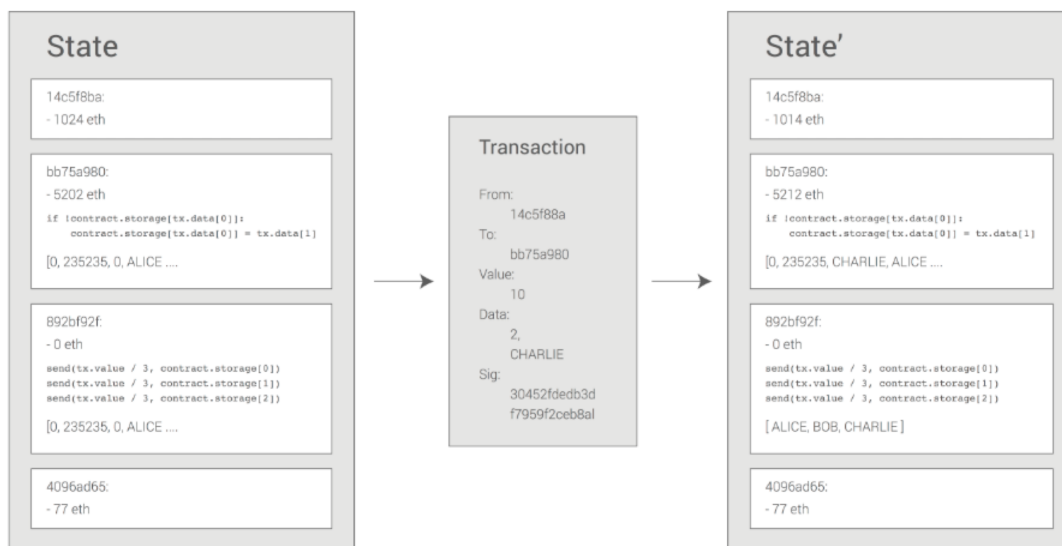 State
14c5f8ba:
- 1024 eth
bb75a980:
- 5202 eth
if !contract.storage[tx.data[0]]:
contract.storage[tx.data[0]] = tx.data[1]
[0, 235235, 0, ALICE ....
892bf92f:
- 0 eth
send(tx.value / 3, contract.storage[0])
send(tx.value / 3, contract.storage[1])
send(tx.value / 3, contract.storage[2])
[0, 235235, 0, ALICE ....
4096ad65:
- 77 eth
Transaction
From:
14c5f88a
To:
bb75a980
Value:
10
Data:
2,
CHARLIE
Sig:
30452fdedb3d
f7959f2ceb8al
State’
14c5f8ba:
- 1014 eth
bb75a980:
- 5212 eth
if !contract.storage[tx.data[0]]:
contract.storage[tx.data[0]] = tx.data[1]
[0, 235235, CHARLIE, ALICE ....
892bf92f:
- 0 eth
send(tx.value / 3, contract.storage[0])
send(tx.value / 3, contract.storage[1])
send(tx.value / 3, contract.storage[2])
[ ALICE, BOB, CHARLIE ]
4096ad65:
- 77 eth